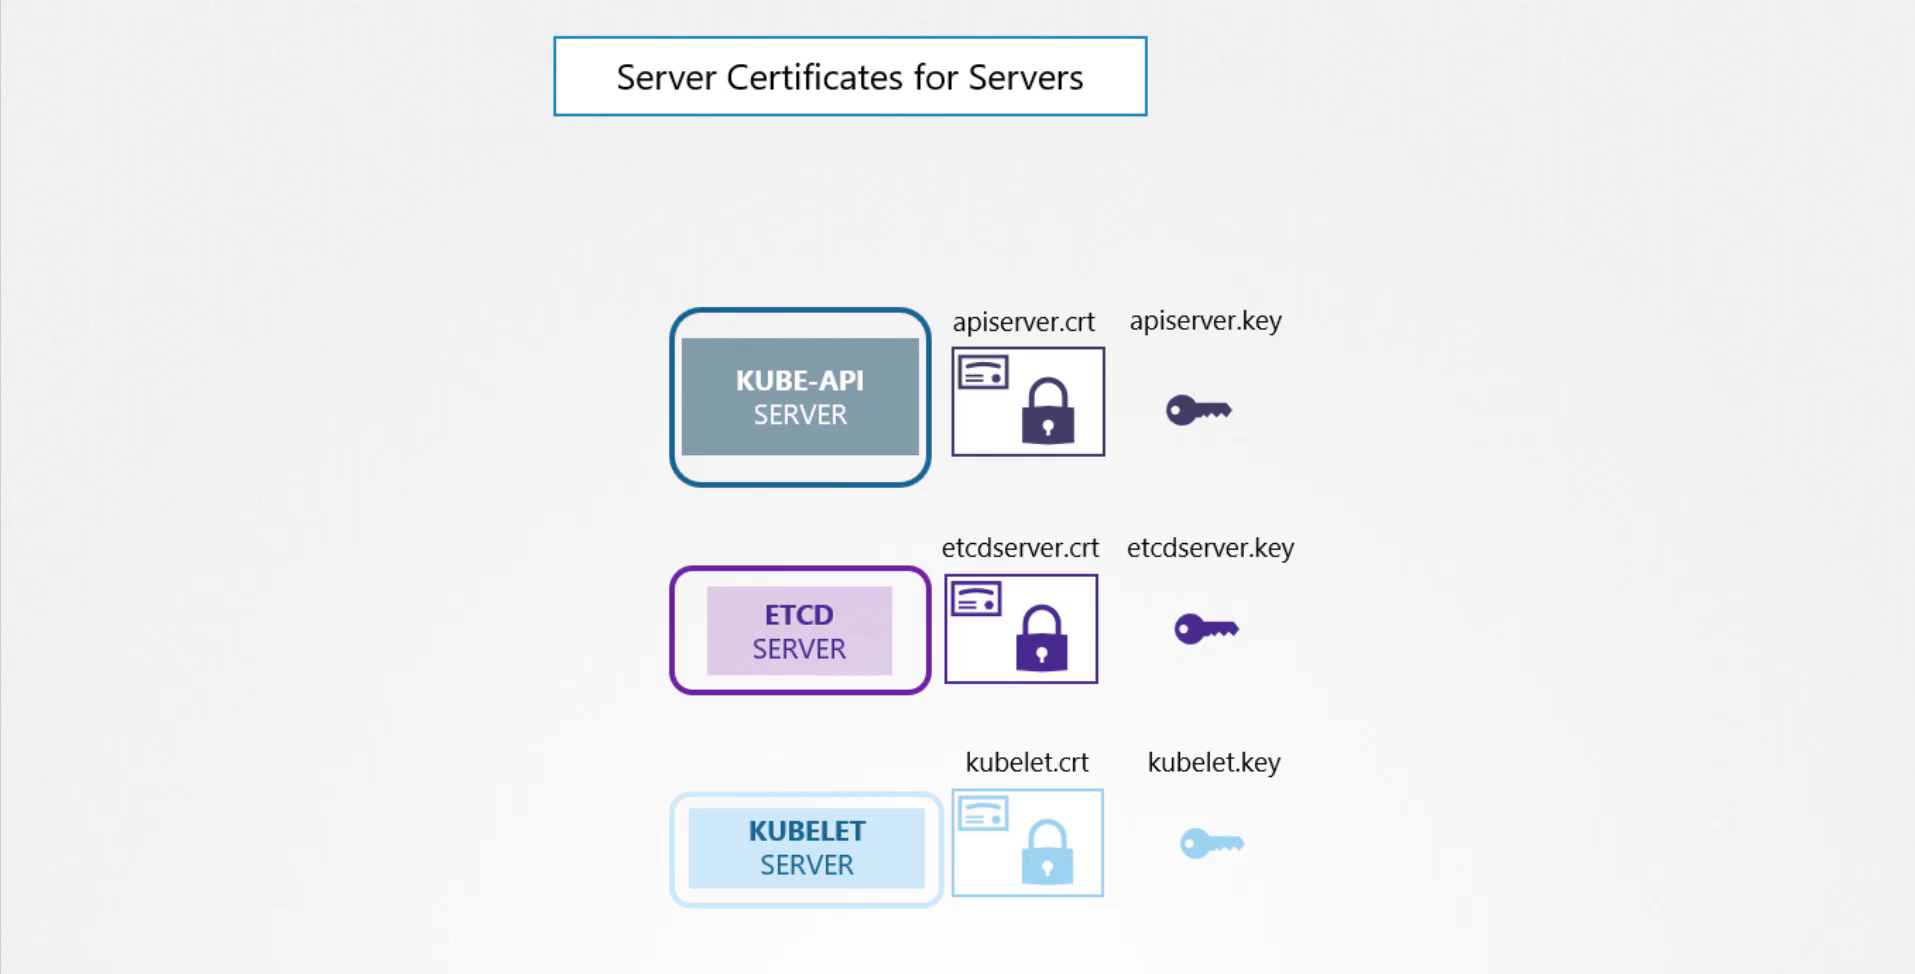 Server Certificates for Servers
apiserver.crt apiserver.key
KUBE-API
SERVER
etcdserver.crt etcdserver.key
ETCD
SERVER
kubelet.crt kubelet.key
KUBELET
SERVER